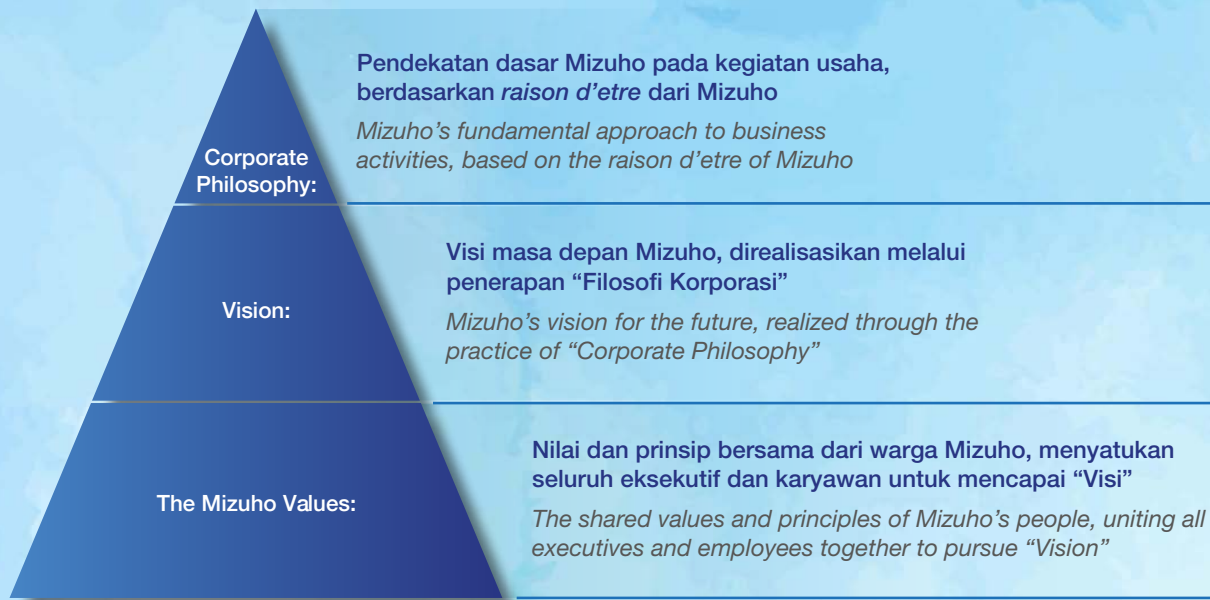 Corporate
Philosophy:
Pendekatan dasar Mizuho pada kegiatan usaha,
berdasarkan raison d’etre dari Mizuho
Mizuho’s fundamental approach to business
activities, based on the raison d’etre of Mizuho
Vision:
Visi masa depan Mizuho, direalisasikan melalui
penerapan “Filosofi Korporasi”
Mizuho’s vision for the future, realized through the
practice of “Corporate Philosophy”
The Mizuho Values:
Nilai dan prinsip bersama dari warga Mizuho, menyatukan
seluruh eksekutif dan karyawan untuk mencapai “Visi”
The shared values and principles of Mizuho’s people, uniting all
executives and employees together to pursue “Vision”